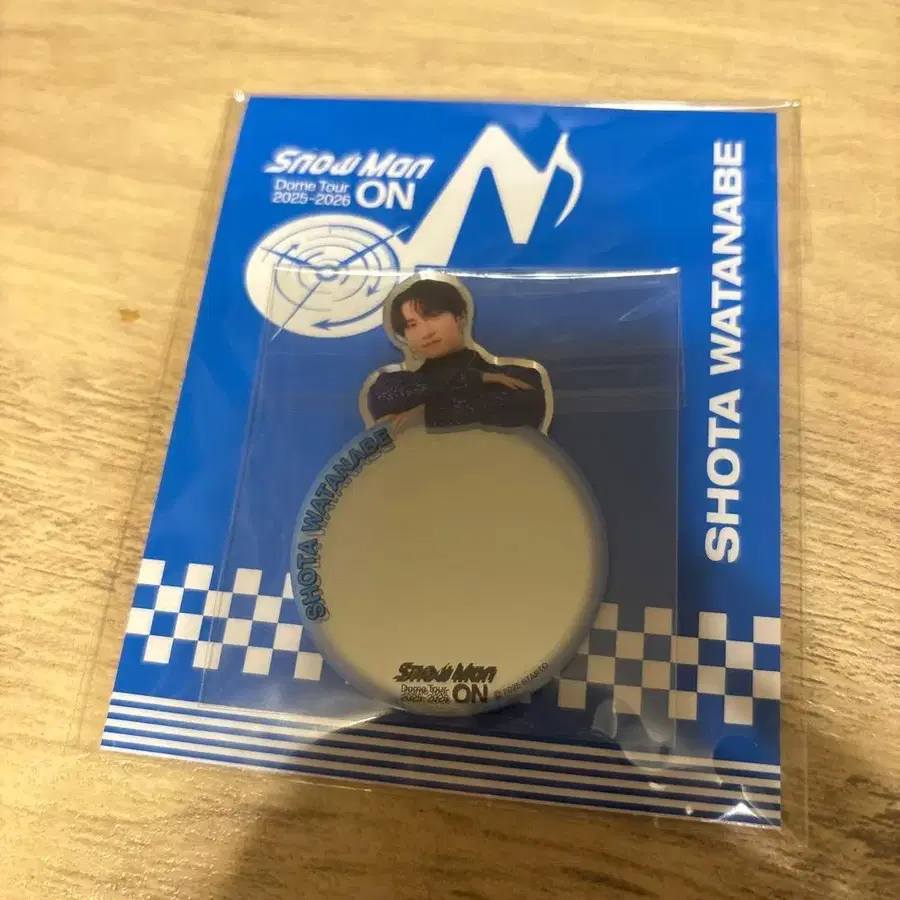 Snow Man
Dome Tour
2025-2026 ON
SHOTA WATANABE
SHOTA WATANABE
Snow Man
Dome Tour
2025-2026 ON